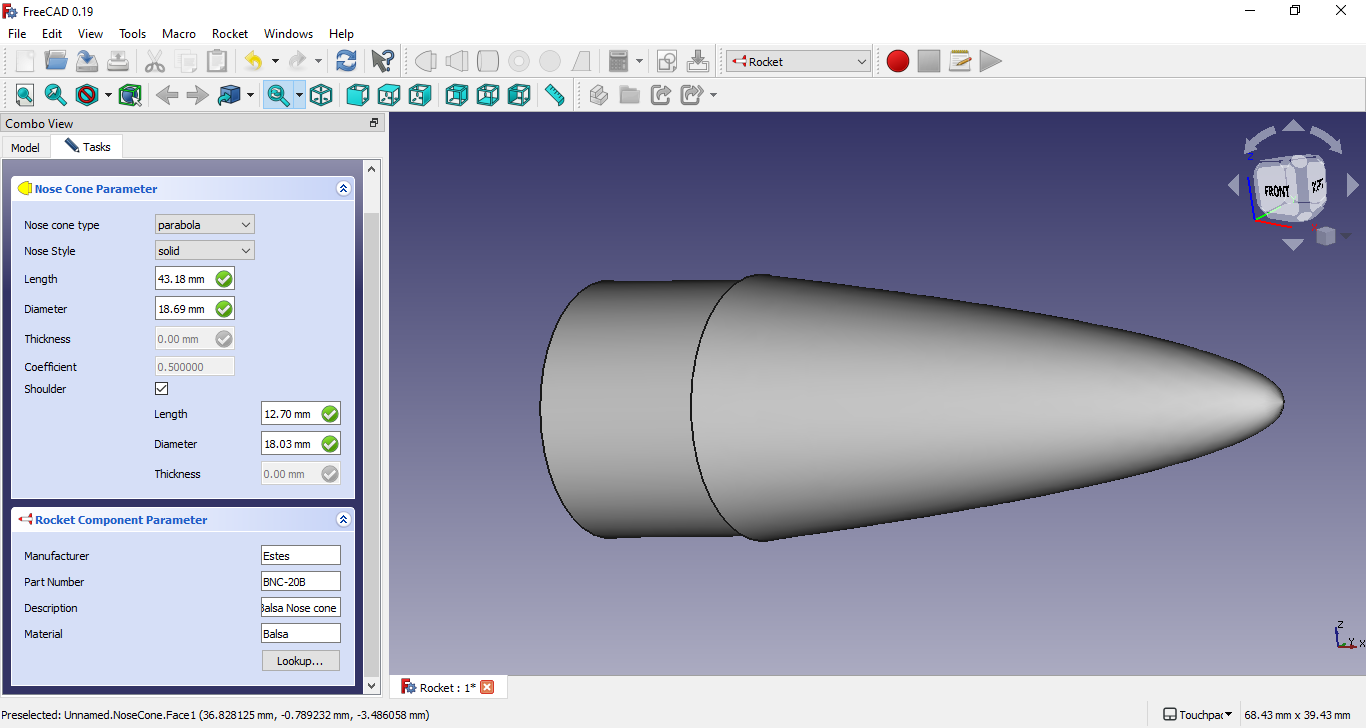 FreeCAD 0.19
File Edit View Tools Macro Rocket Windows Help
Rocket
Combo View
Model Tasks
Nose Cone Parameter
Nose cone type parabola
Nose Style solid
Length 43.18 mm
Diameter 18.69 mm
Thickness 0.00 mm
Coefficient 0.500000
Shoulder
Length 12.70 mm
Diameter 18.03 mm
Thickness 0.00 mm
Rocket Component Parameter
Manufacturer Estes
Part Number BNC-20B
Description Balsa Nose cone
Material Balsa
Lookup...
Z
FRONT
Z
Y X
Rocket : 1*
Preselected: Unnamed.NoseCone.Face1 (36.828125 mm, -0.789232 mm, -3.486058 mm)
Touchpad 68.43 mm x 39.43 mm